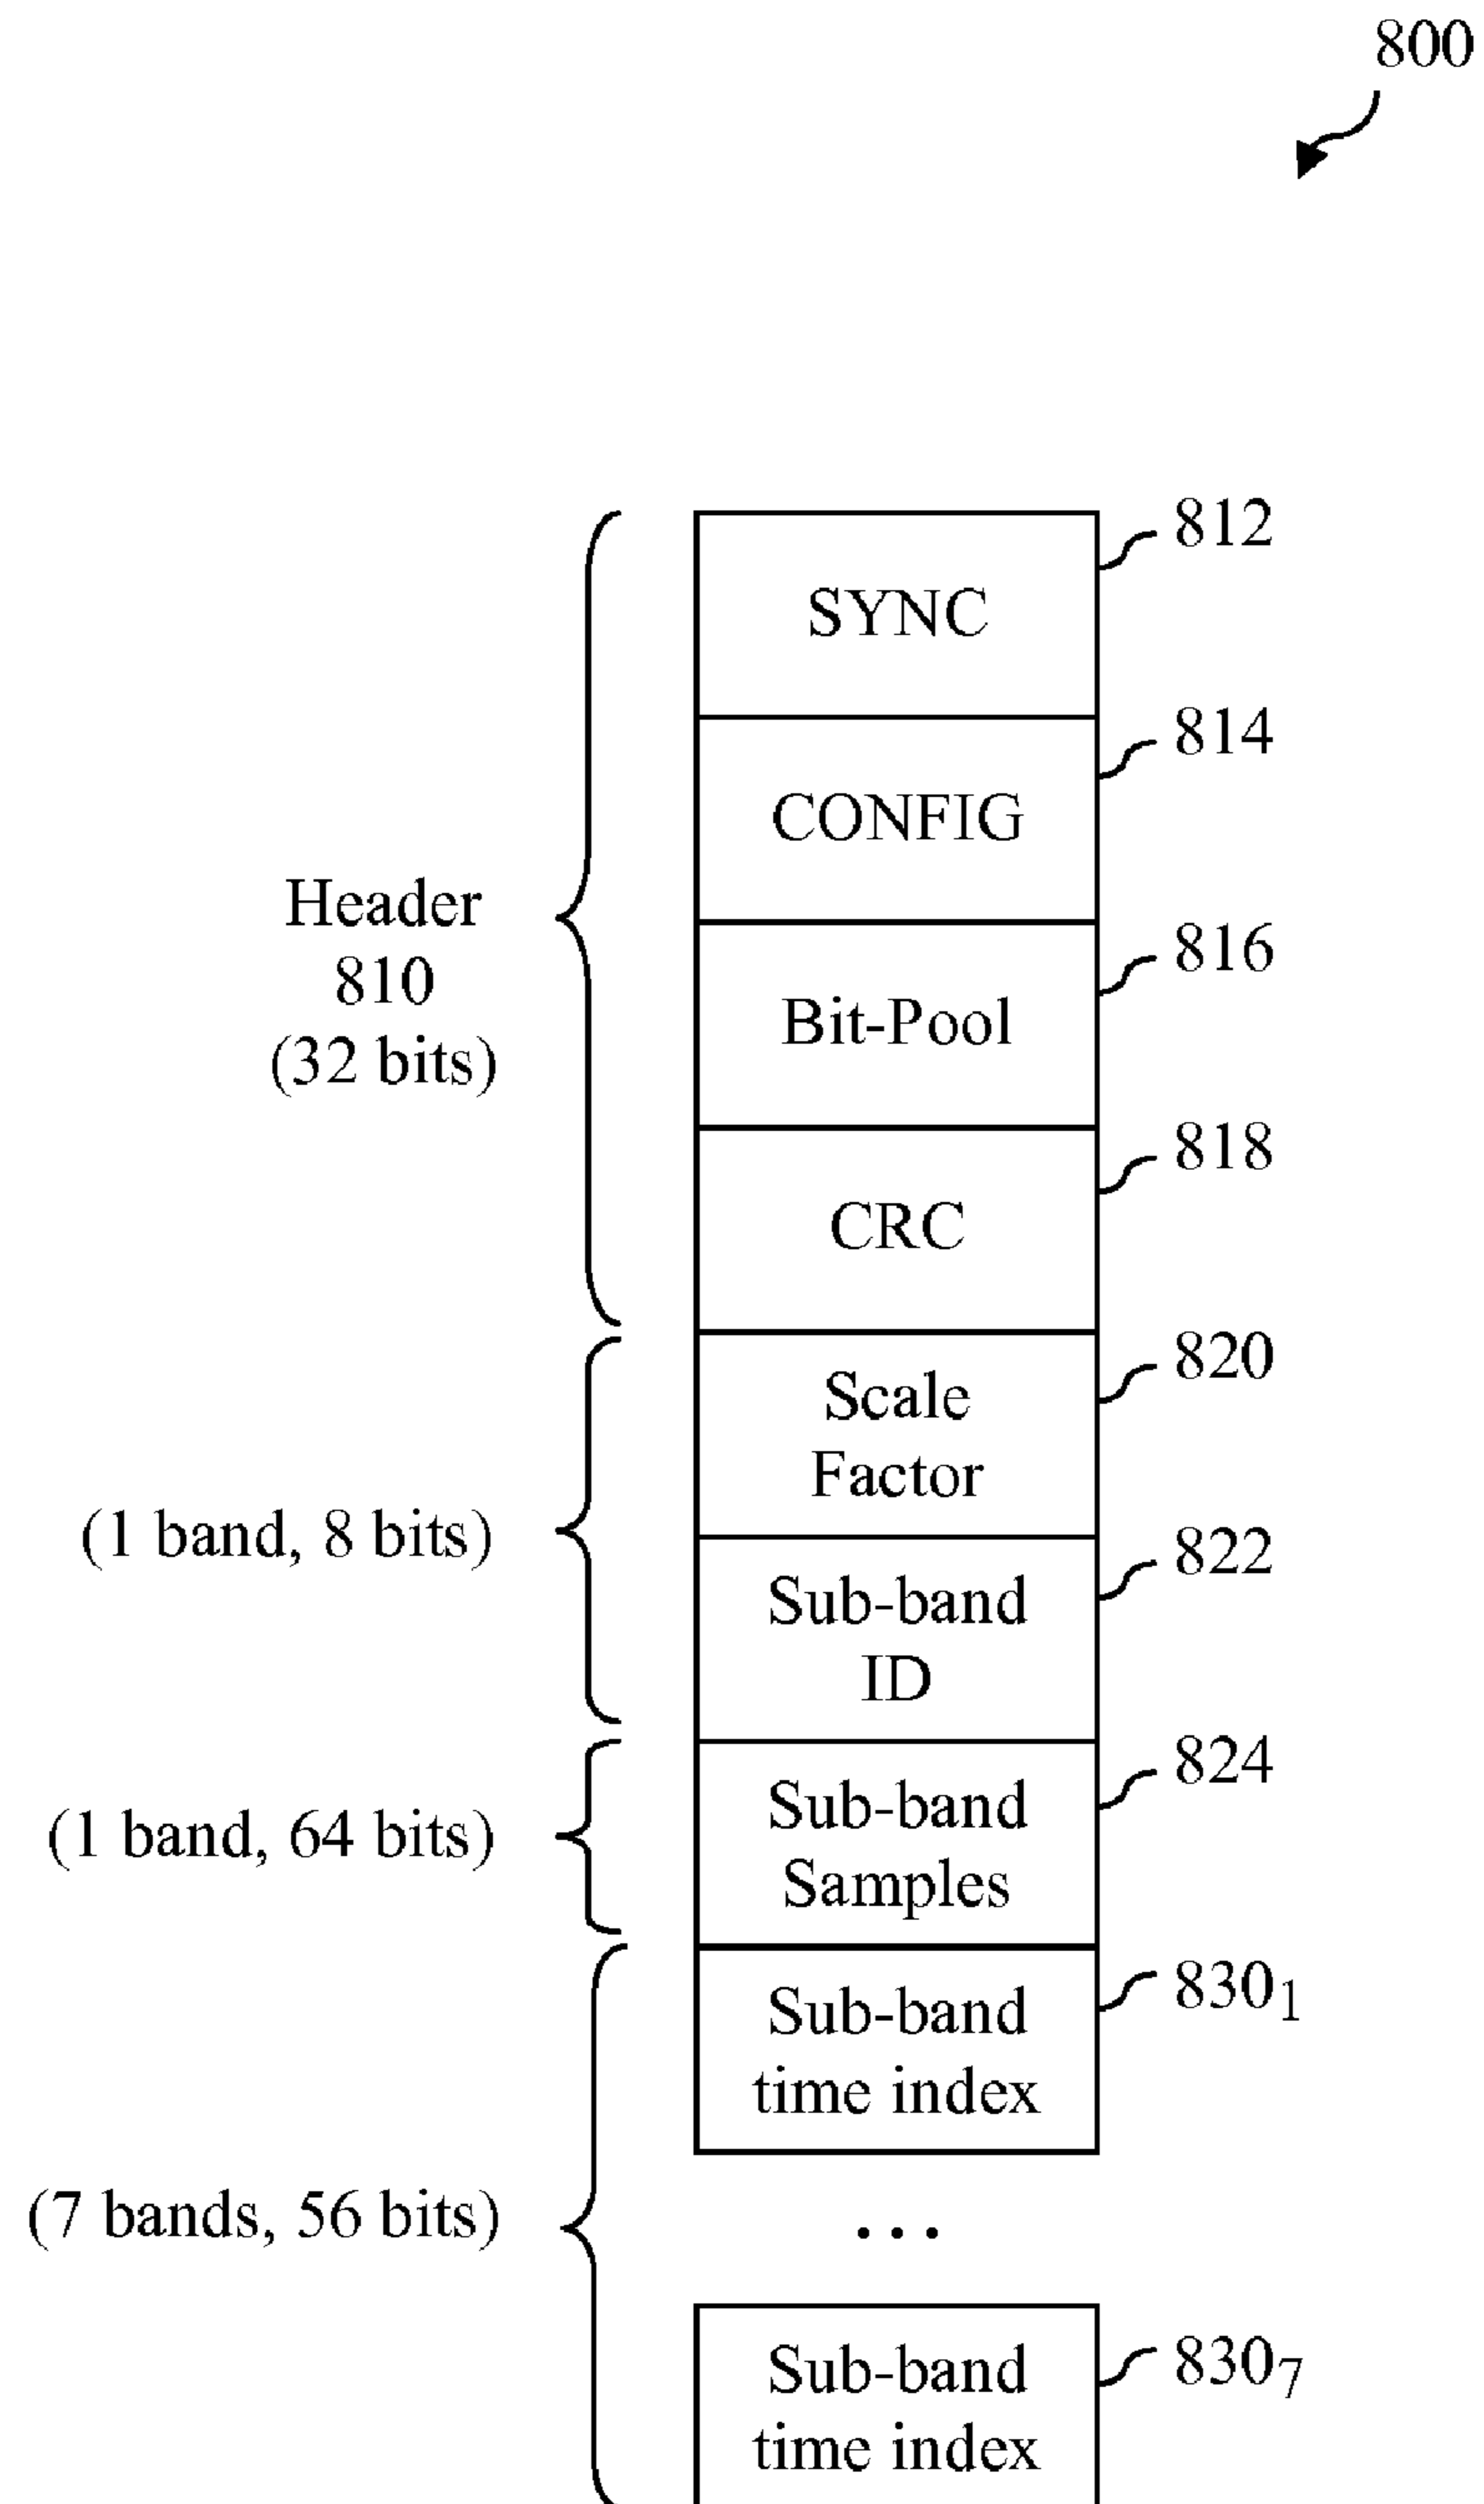 800
812
SYNC
814
CONFIG
Header
810
(32 bits)
816
Bit-Pool
818
CRC
820
Scale
Factor
(1 band, 8 bits)
822
Sub-band
ID
824
Sub-band
Samples
(1 band, 64 bits)
830₁
Sub-band
time index
(7 bands, 56 bits)
...
830₇
Sub-band
time index